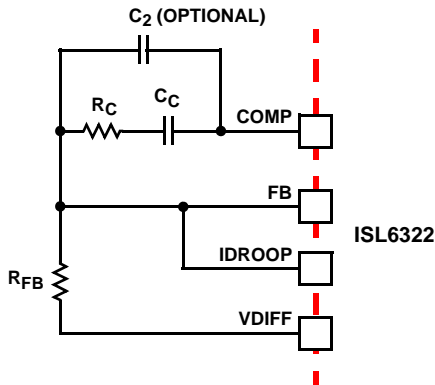 C2 (OPTIONAL)
RC
CC
COMP
FB
ISL6322
IDROOP
RFB
VDIFF